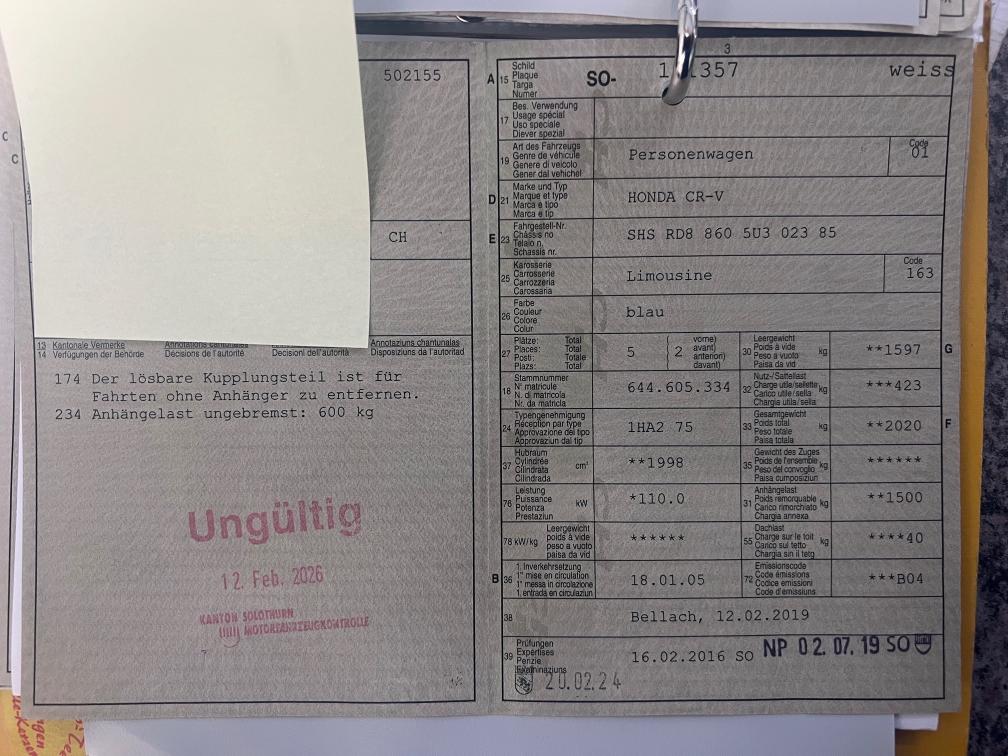 502155
CH
13 Kantonale Vermerke Annotations cantonales Annotazioni cantonali Annotaziuns chantunalas
14 Verfügungen der Behörde Décisions de l'autorité Decisioni dell'autorità Disposiziuns da l'autoritad
174 Der lösbare Kupplungsteil ist für
Fahrten ohne Anhänger zu entfernen.
234 Anhängelast ungebremst: 600 kg
Ungültig
12. Feb. 2026
KANTON SOLOTHURN
MOTORFAHRZEUGKONTROLLE
3
A 15 Schild
Plaque
Targa
Numer
SO- 357 weiss
17 Bes. Verwendung
Usage spécial
Uso speciale
Diever spezial
19 Art des Fahrzeugs
Genre de véhicule
Genere di veicolo
Gener dal vehichel
Personenwagen
Code
01
D 21 Marke und Typ
Marque et type
Marca e tipo
Marca e tip
HONDA CR-V
E 23 Fahrgestell-Nr.
Châssis no
Telaio n.
Schassis nr.
SHS RD8 860 5U3 023 85
25 Karosserie
Carrosserie
Carrozzeria
Carossaria
Limousine
Code
163
26 Farbe
Couleur
Colore
Colur
blau
27 Plätze: Total
Places: Total
Posti: Totale
Plazs: Total
5 ( 2 vorne)
avant)
anteriori)
davant)
30 Leergewicht
Poids à vide
Peso a vuoto
Paisa da vid
kg
**1597 G
18 Stammnummer
N° matricule
N. di matricola
Nr. da matricla
644.605.334
32 Nutz-/Sattellast
Charge utile/sellette
Carico utile/sella
Chargia utila/sella
kg
***423
24 Typengenehmigung
Réception par type
Approvazione del tipo
Approvaziun dal tip
1HA2 75
33 Gesamtgewicht
Poids total
Peso totale
Paisa totala
kg
**2020 F
37 Hubraum
Cylindrée
Cilindrata
Cilindrada
cm³
**1998
35 Gewicht des Zuges
Poids de l'ensemble
Peso del convoglio
Paisa cumposiziun
kg
******
76 Leistung
Puissance
Potenza
Prestaziun
kW
*110.0
31 Anhängelast
Poids remorquable
Carico rimorchiato
Chargia annexa
kg
**1500
78 kW/kg Leergewicht
poids à vide
peso a vuoto
paisa da vid
******
55 Dachlast
Charge sur le toit
Carico sul tetto
Chargia sin il tetg
kg
****40
B 36 1. Inverkehrsetzung
1re mise en circulation
1a messa in circolazione
1. entrada en circulaziun
18.01.05
72 Emissionscode
Code émissions
Codice emissioni
Code d'emissiuns
***B04
38 Bellach, 12.02.2019
39 Prüfungen
Expertises
Perizie
Examinaziuns
16.02.2016 SO NP 02. 07. 19 SO
20.02.24